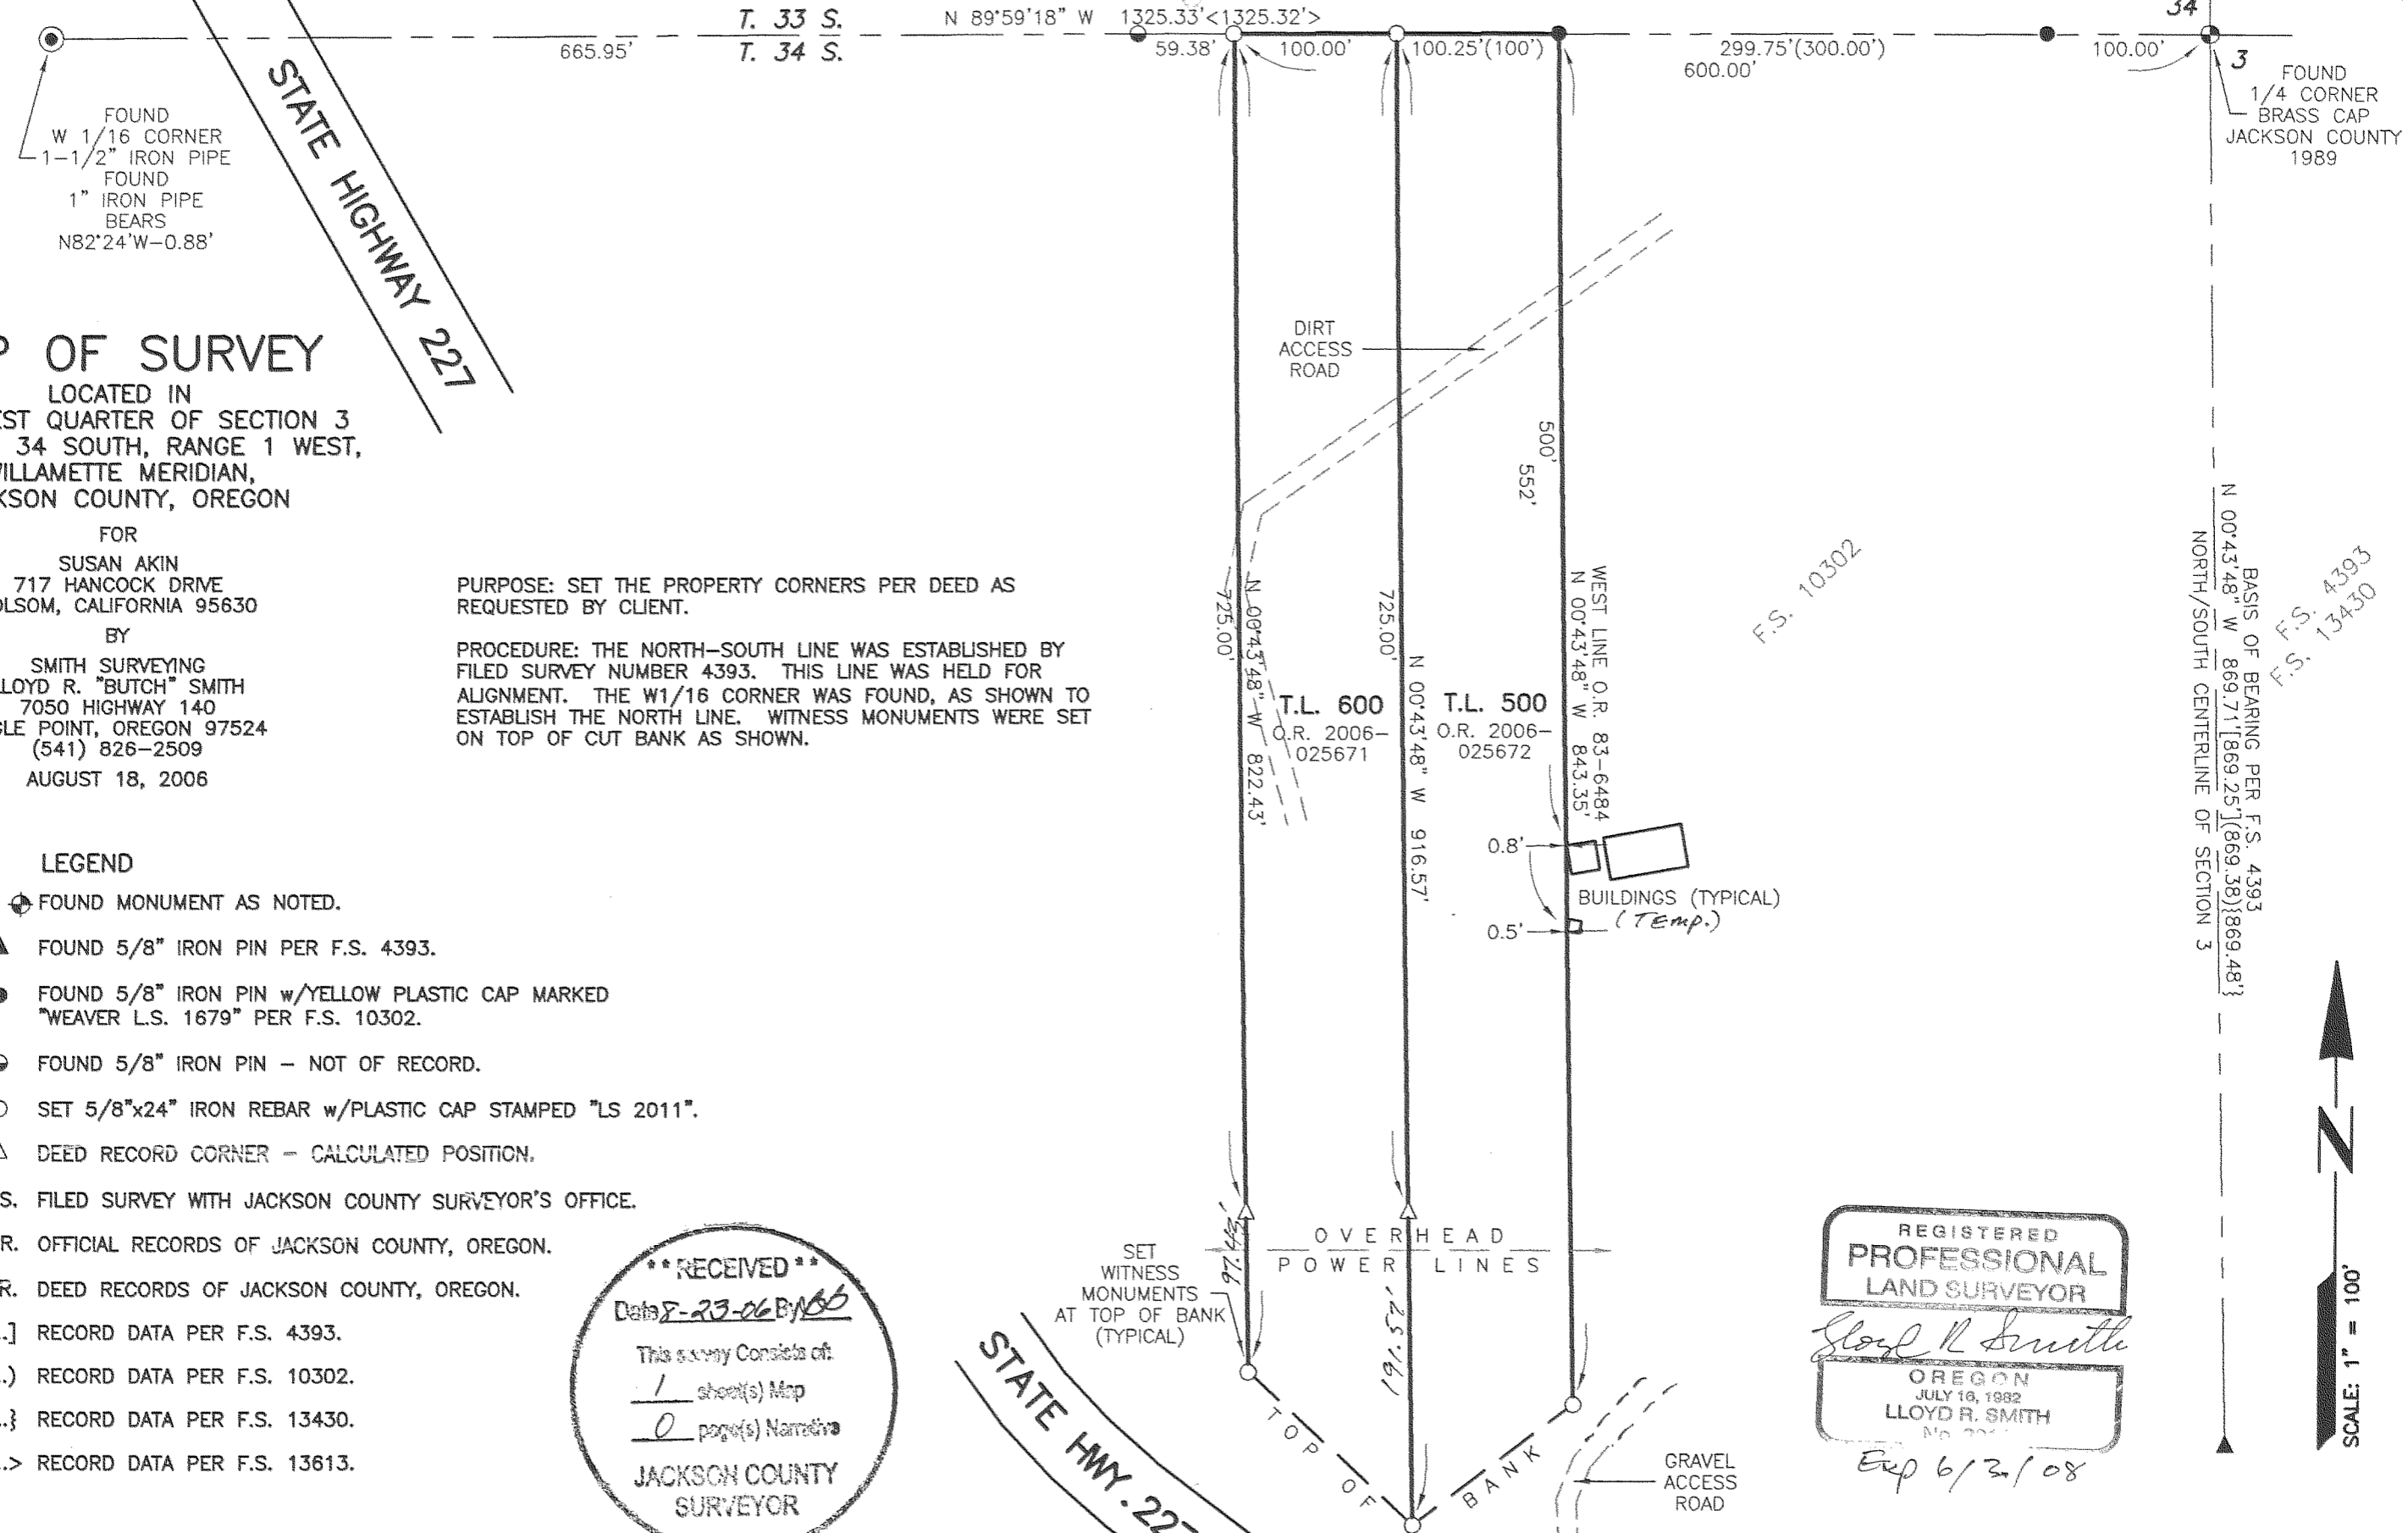 T. 33 S.
T. 34 S.
N 89°59'18" W 1325.33'<1325.32'>
665.95'
59.38'
100.00'
100.25'(100')
299.75'(300.00')
600.00'
100.00'
34
3
FOUND
1/4 CORNER
BRASS CAP
JACKSON COUNTY
1989
FOUND
W 1/16 CORNER
1-1/2" IRON PIPE
FOUND
1" IRON PIPE
BEARS
N82°24'W-0.88'
STATE HIGHWAY 227
P OF SURVEY
LOCATED IN
EST QUARTER OF SECTION 3
34 SOUTH, RANGE 1 WEST,
ILLAMETTE MERIDIAN,
KSON COUNTY, OREGON
FOR
SUSAN AKIN
717 HANCOCK DRIVE
OLSOM, CALIFORNIA 95630
BY
SMITH SURVEYING
LOYD R. "BUTCH" SMITH
7050 HIGHWAY 140
GLE POINT, OREGON 97524
(541) 826-2509
AUGUST 18, 2006
PURPOSE: SET THE PROPERTY CORNERS PER DEED AS
REQUESTED BY CLIENT.
PROCEDURE: THE NORTH-SOUTH LINE WAS ESTABLISHED BY
FILED SURVEY NUMBER 4393. THIS LINE WAS HELD FOR
ALIGNMENT. THE W1/16 CORNER WAS FOUND, AS SHOWN TO
ESTABLISH THE NORTH LINE. WITNESS MONUMENTS WERE SET
ON TOP OF CUT BANK AS SHOWN.
DIRT
ACCESS
ROAD
500'
552'
725.00'
N 00°43'48" W 822.43'
725.00'
N 00°43'48" W 916.57'
WEST LINE O.R. 83-6484
N 00°43'48" W 843.35'
T.L. 600
O.R. 2006-
025671
T.L. 500
O.R. 2006-
025672
0.8'
0.5'
BUILDINGS (TYPICAL)
(TEMP.)
F.S. 10302
F.S. 4393
F.S. 13430
BASIS OF BEARING PER F.S. 4393
N 00°43'48" W 869.71'[869.25'](869.38'){869.48'}
NORTH/SOUTH CENTERLINE OF SECTION 3
LEGEND
FOUND MONUMENT AS NOTED.
FOUND 5/8" IRON PIN PER F.S. 4393.
FOUND 5/8" IRON PIN w/YELLOW PLASTIC CAP MARKED
"WEAVER L.S. 1679" PER F.S. 10302.
FOUND 5/8" IRON PIN - NOT OF RECORD.
SET 5/8"x24" IRON REBAR w/PLASTIC CAP STAMPED "LS 2011".
DEED RECORD CORNER - CALCULATED POSITION.
S. FILED SURVEY WITH JACKSON COUNTY SURVEYOR'S OFFICE.
R. OFFICIAL RECORDS OF JACKSON COUNTY, OREGON.
R. DEED RECORDS OF JACKSON COUNTY, OREGON.
..] RECORD DATA PER F.S. 4393.
..) RECORD DATA PER F.S. 10302.
..} RECORD DATA PER F.S. 13430.
..> RECORD DATA PER F.S. 13613.
** RECEIVED **
Date 8-23-06 By
This survey Consists of:
1 sheet(s) Map
0 page(s) Narrative
JACKSON COUNTY
SURVEYOR
SET
WITNESS
MONUMENTS
AT TOP OF BANK
(TYPICAL)
97.43'
191.57'
OVERHEAD
POWER LINES
TOP OF BANK
STATE HWY. 227
GRAVEL
ACCESS
ROAD
REGISTERED
PROFESSIONAL
LAND SURVEYOR
Lloyd R Smith
OREGON
JULY 16, 1982
LLOYD R. SMITH
No.
Exp 6/3 /08
N
SCALE: 1" = 100'